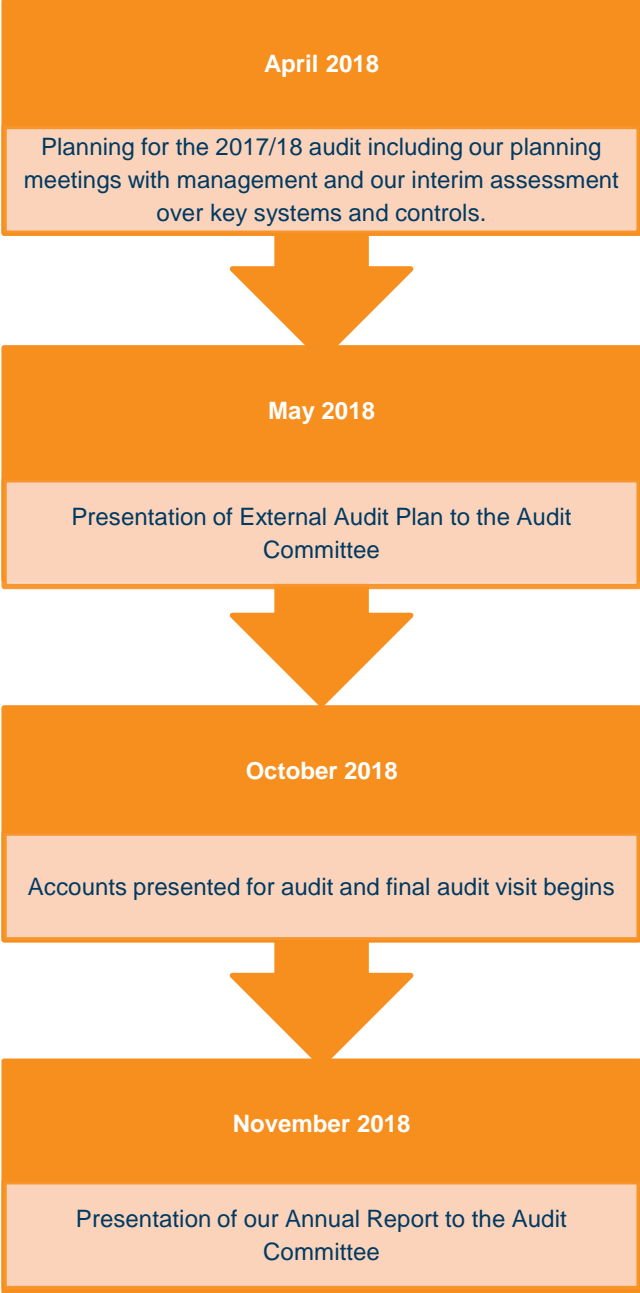 April 2018
Planning for the 2017/18 audit including our planning
meetings with management and our interim assessment
over key systems and controls.
May 2018
Presentation of External Audit Plan to the Audit
Committee
October 2018
Accounts presented for audit and final audit visit begins
November 2018
Presentation of our Annual Report to the Audit
Committee